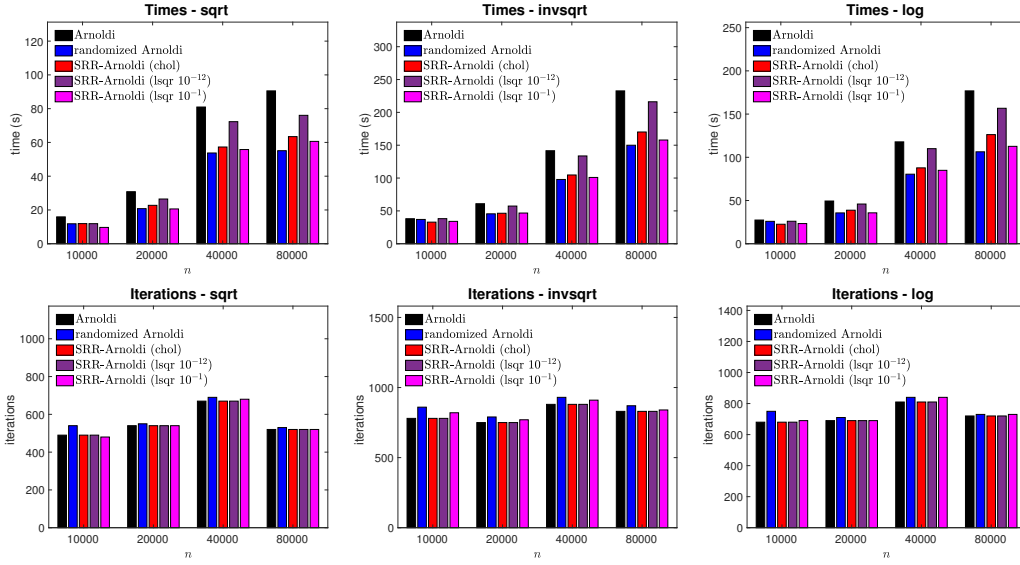 Times - sqrt
120
100
80
60
40
20
0
time (s)
Arnoldi
randomized Arnoldi
SRR-Arnoldi (chol)
SRR-Arnoldi (lsqr 10⁻¹²)
SRR-Arnoldi (lsqr 10⁻¹)
10000 20000 40000 80000
n
Times - invsqrt
300
250
200
150
100
50
0
time (s)
Arnoldi
randomized Arnoldi
SRR-Arnoldi (chol)
SRR-Arnoldi (lsqr 10⁻¹²)
SRR-Arnoldi (lsqr 10⁻¹)
10000 20000 40000 80000
n
Times - log
250
200
150
100
50
0
time (s)
Arnoldi
randomized Arnoldi
SRR-Arnoldi (chol)
SRR-Arnoldi (lsqr 10⁻¹²)
SRR-Arnoldi (lsqr 10⁻¹)
10000 20000 40000 80000
n
Iterations - sqrt
1000
800
600
400
200
0
iterations
Arnoldi
randomized Arnoldi
SRR-Arnoldi (chol)
SRR-Arnoldi (lsqr 10⁻¹²)
SRR-Arnoldi (lsqr 10⁻¹)
10000 20000 40000 80000
n
Iterations - invsqrt
1500
1000
500
0
iterations
Arnoldi
randomized Arnoldi
SRR-Arnoldi (chol)
SRR-Arnoldi (lsqr 10⁻¹²)
SRR-Arnoldi (lsqr 10⁻¹)
10000 20000 40000 80000
n
Iterations - log
1400
1200
1000
800
600
400
200
0
iterations
Arnoldi
randomized Arnoldi
SRR-Arnoldi (chol)
SRR-Arnoldi (lsqr 10⁻¹²)
SRR-Arnoldi (lsqr 10⁻¹)
10000 20000 40000 80000
n